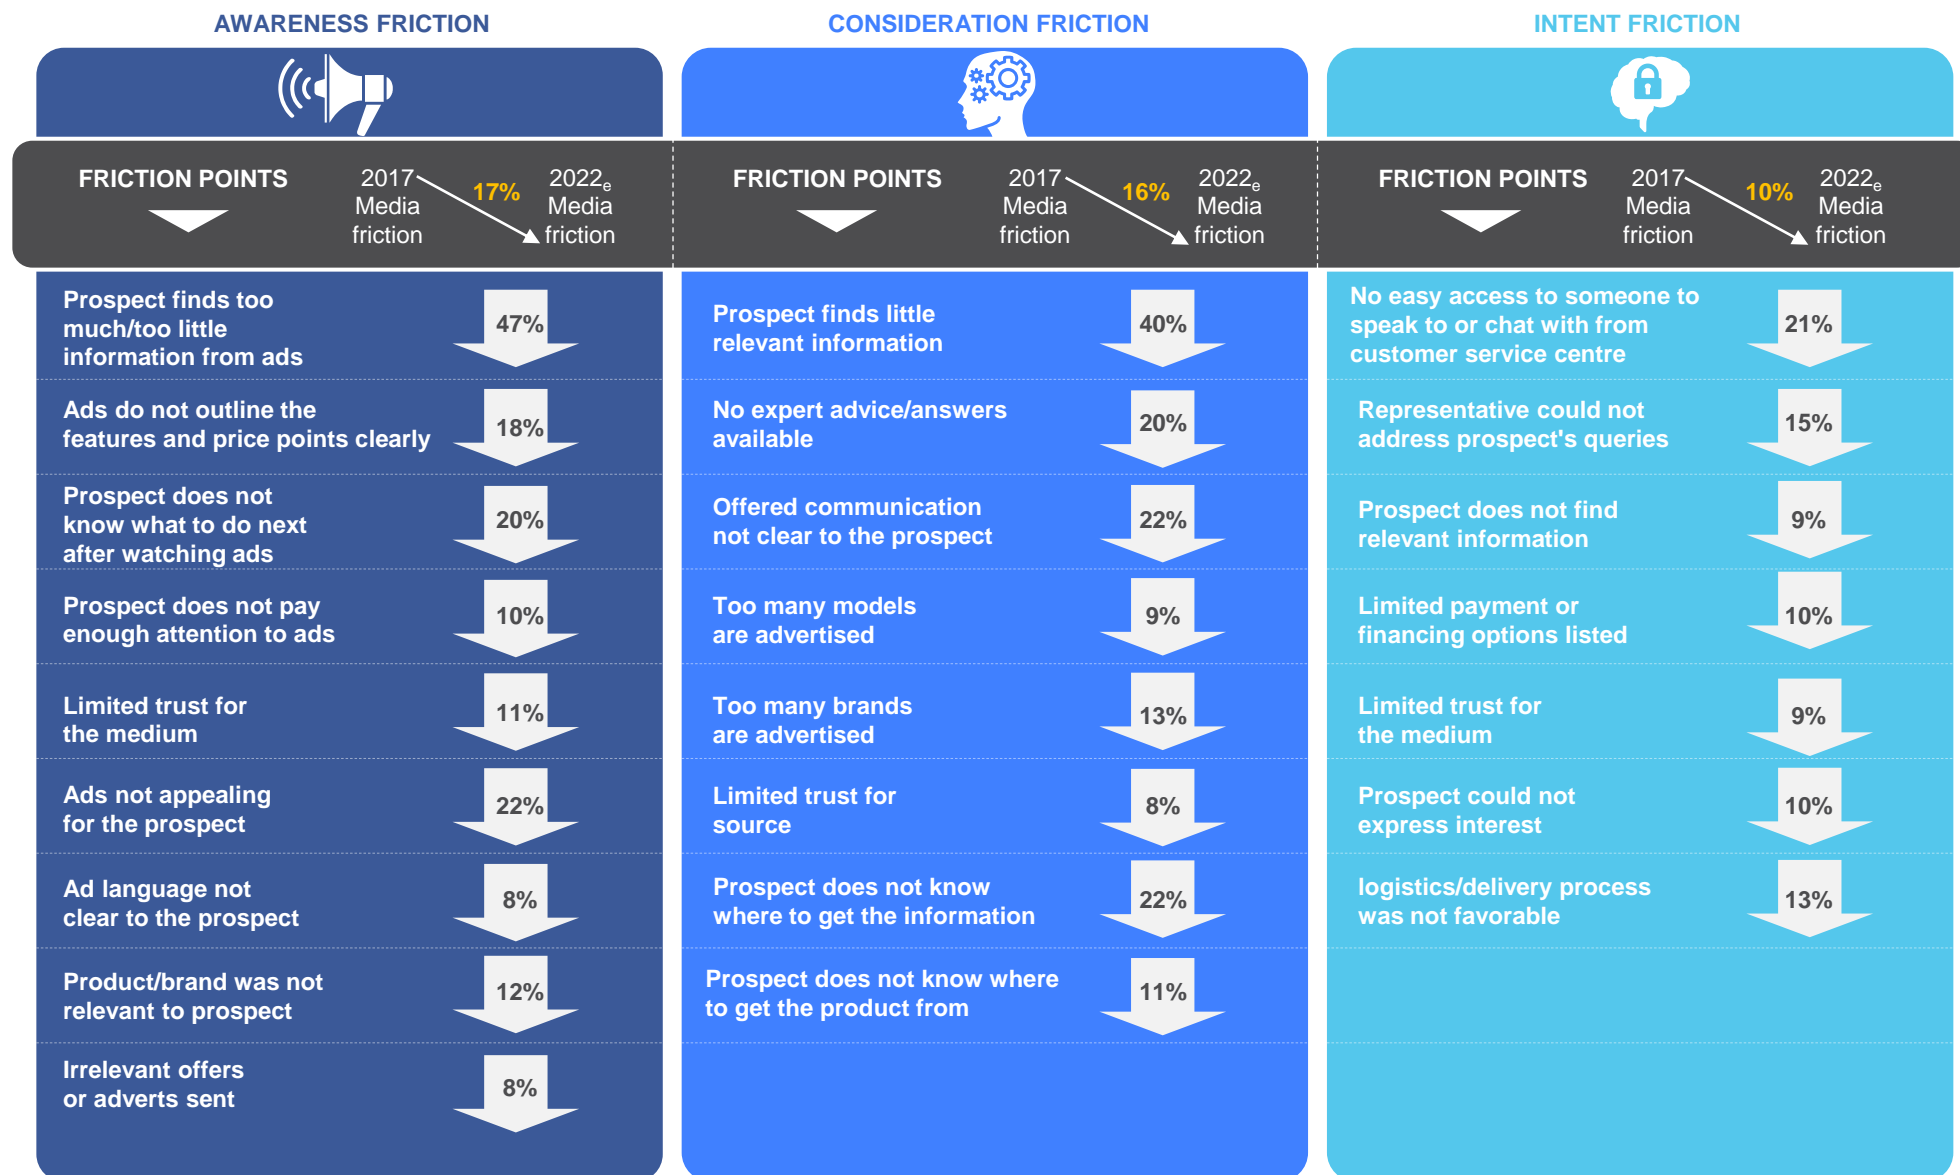 AWARENESS FRICTION
FRICTION POINTS
2017
Media
friction
17%
2022e
Media
friction
Prospect finds too
much/too little
information from ads
47%
Ads do not outline the
features and price points clearly
18%
Prospect does not
know what to do next
after watching ads
20%
Prospect does not pay
enough attention to ads
10%
Limited trust for
the medium
11%
Ads not appealing
for the prospect
22%
Ad language not
clear to the prospect
8%
Product/brand was not
relevant to prospect
12%
Irrelevant offers
or adverts sent
8%
CONSIDERATION FRICTION
FRICTION POINTS
2017
Media
friction
16%
2022e
Media
friction
Prospect finds little
relevant information
40%
No expert advice/answers
available
20%
Offered communication
not clear to the prospect
22%
Too many models
are advertised
9%
Too many brands
are advertised
13%
Limited trust for
source
8%
Prospect does not know
where to get the information
22%
Prospect does not know where
to get the product from
11%
INTENT FRICTION
FRICTION POINTS
2017
Media
friction
10%
2022e
Media
friction
No easy access to someone to
speak to or chat with from
customer service centre
21%
Representative could not
address prospect's queries
15%
Prospect does not find
relevant information
9%
Limited payment or
financing options listed
10%
Limited trust for
the medium
9%
Prospect could not
express interest
10%
logistics/delivery process
was not favorable
13%